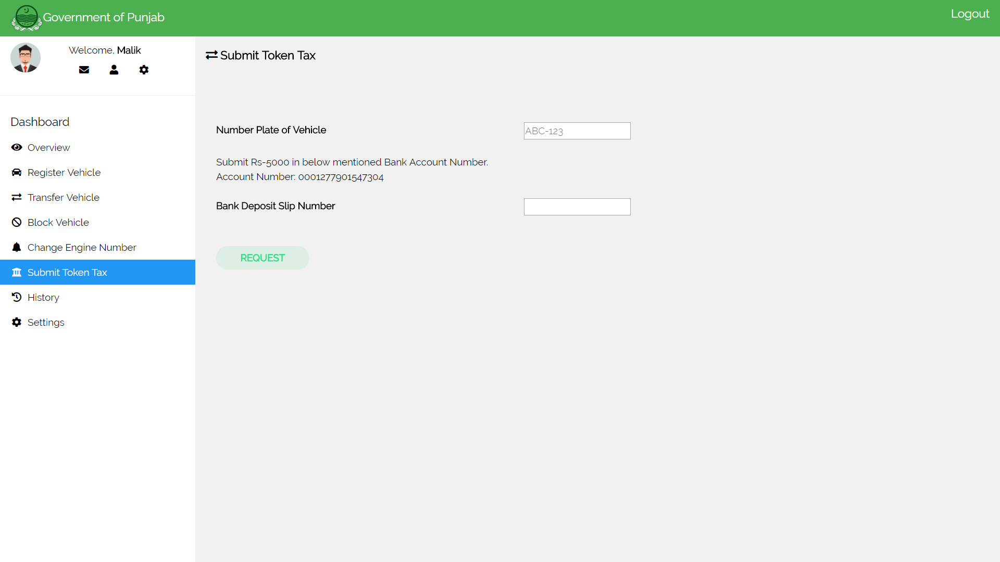 Government of Punjab
Logout
Welcome, Malik
Dashboard
Overview
Register Vehicle
Transfer Vehicle
Block Vehicle
Change Engine Number
Submit Token Tax
History
Settings
Submit Token Tax
Number Plate of Vehicle
ABC-123
Submit Rs-5000 in below mentioned Bank Account Number.
Account Number: 0001277901547304
Bank Deposit Slip Number
REQUEST